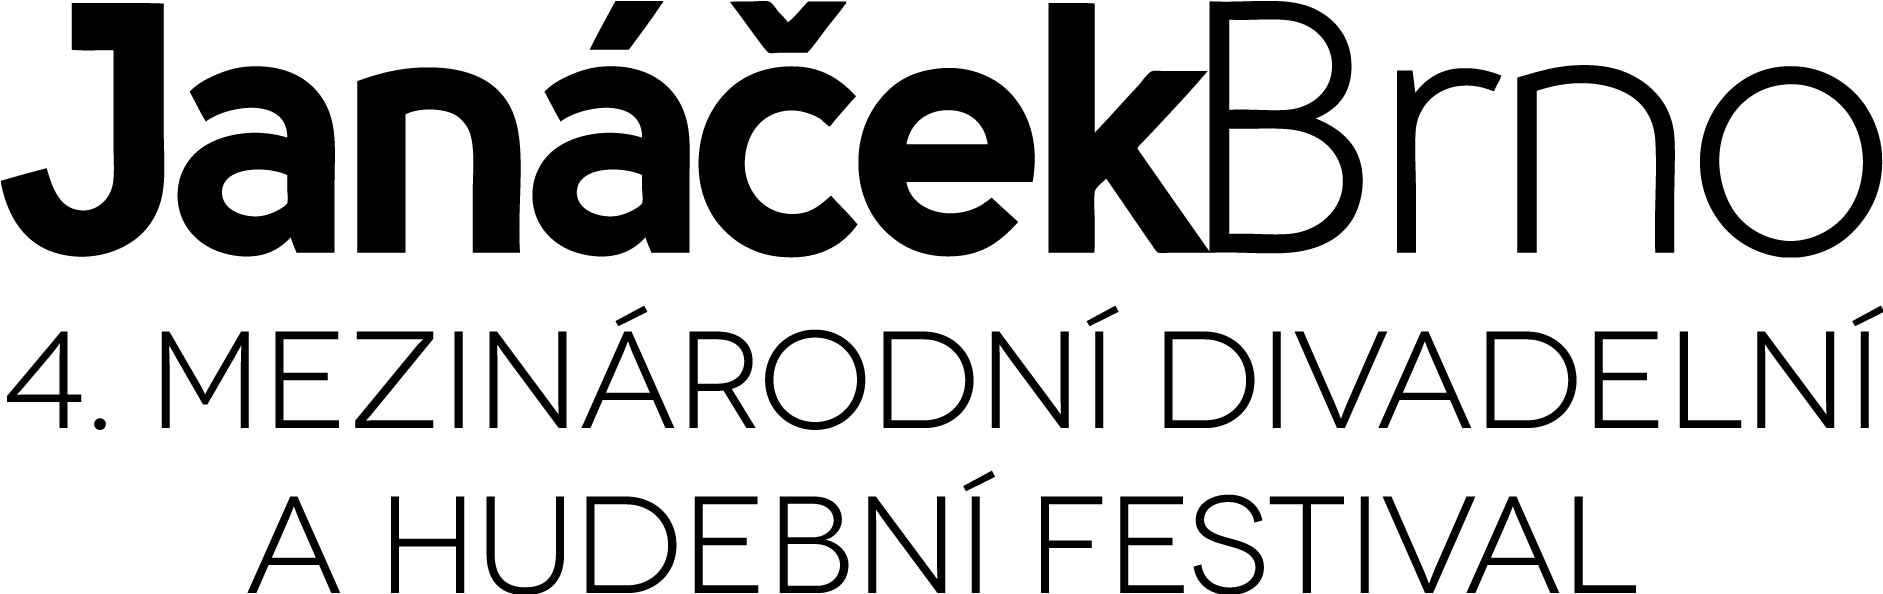 JanáčekBrno
4. MEZINÁRODNÍ DIVADELNÍ
A HUDEBNÍ FESTIVAL